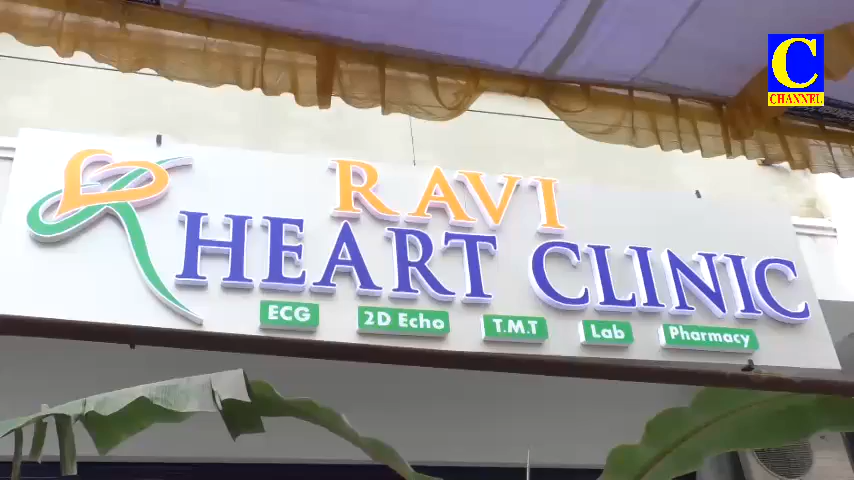 C
CHANNEL
RAVI
HEART CLINIC
ECG 2D Echo T.M.T Lab Pharmacy